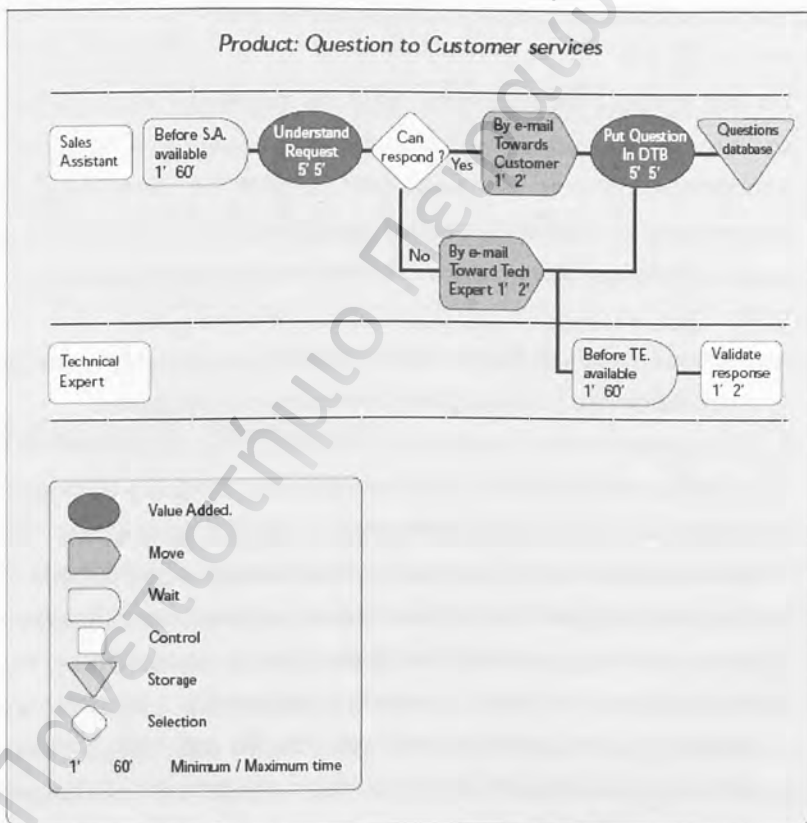 Product: Question to Customer services
Sales
Assistant
Before S.A.
available
1' 60'
Understand
Request
5' 5'
Can
respond ?
Yes
By e-mail
Towards
Customer
1' 2'
Put Question
In DTB
5' 5'
Questions
database
No
By e-mail
Toward Tech
Expert 1' 2'
Technical
Expert
Before TE.
available
1' 60'
Validate
response
1' 2'
Value Added.
Move
Wait
Control
Storage
Selection
1' 60' Minimum / Maximum time
Πανεπιστήμιο Πειραιώ